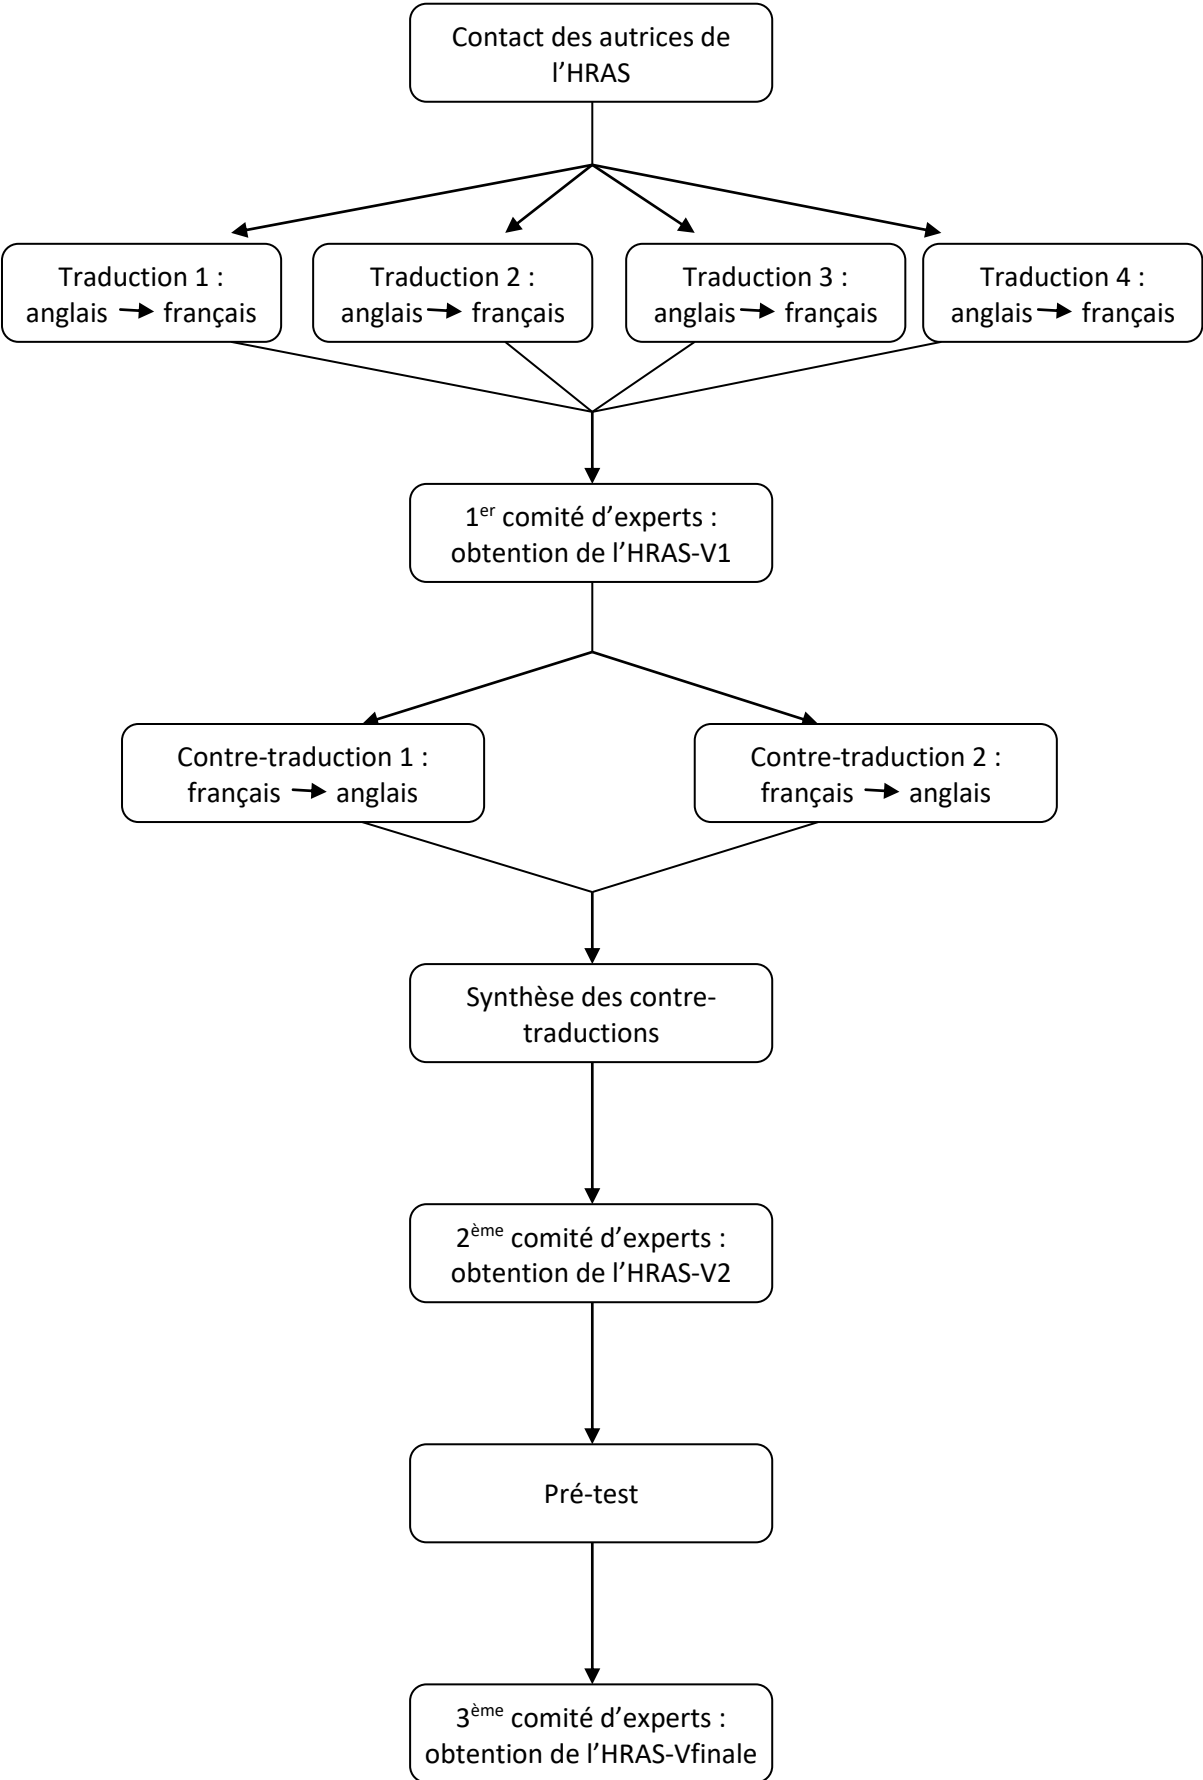 Contact des autrices de
l’HRAS
Traduction 1 :
anglais → français
Traduction 2 :
anglais → français
Traduction 3 :
anglais → français
Traduction 4 :
anglais → français
1er comité d’experts :
obtention de l’HRAS-V1
Contre-traduction 1 :
français → anglais
Contre-traduction 2 :
français → anglais
Synthèse des contre-
traductions
2ème comité d’experts :
obtention de l’HRAS-V2
Pré-test
3ème comité d’experts :
obtention de l’HRAS-Vfinale